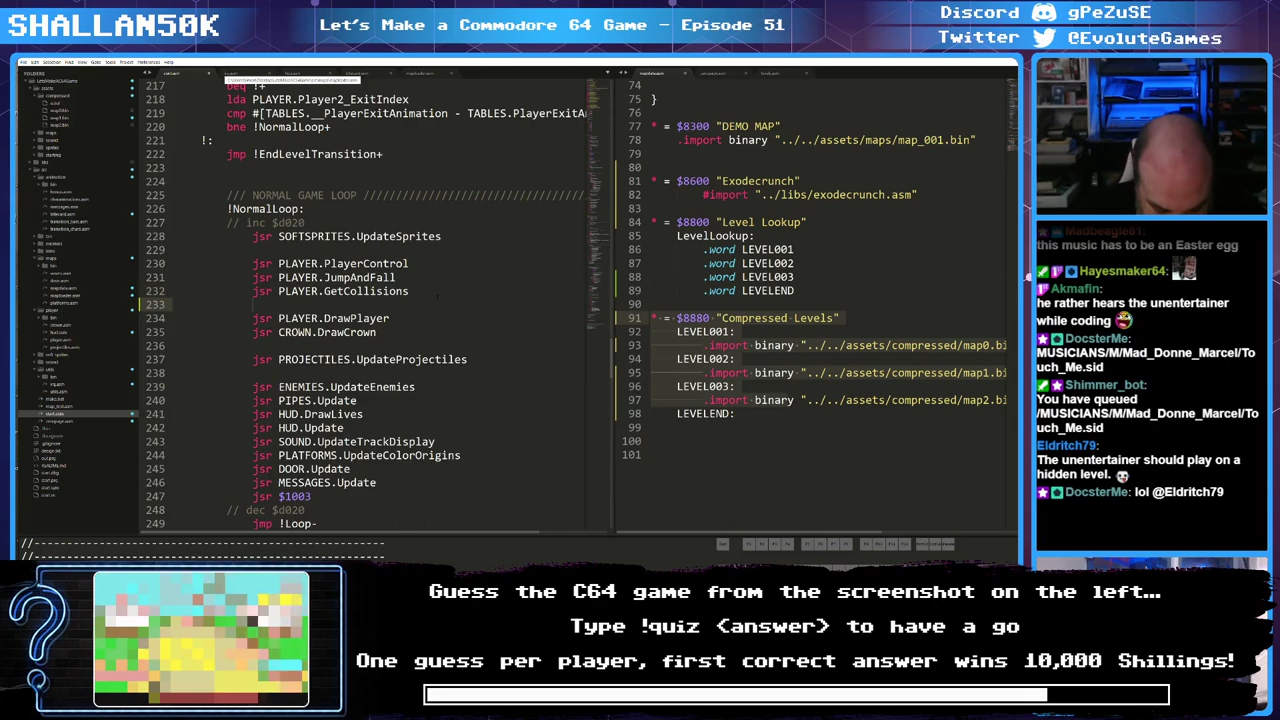 SHALLAN50K
Let's Make a Commodore 64 Game - Episode 51
Discord gPeZuSE
Twitter @EvoluteGames
217 beq !+
218 lda PLAYER.Player2_ExitIndex
219 cmp #[TABLES.__PlayerExitAnimation - TABLES.PlayerExitAn
220 bne !NormalLoop+
221 !:
222 jmp !EndLevelTransition+
223
224
225 /// NORMAL GAME LOOP //////////////////////////////////
226 !NormalLoop:
227 // inc $d020
228 jsr SOFTSPRITES.UpdateSprites
229
230 jsr PLAYER.PlayerControl
231 jsr PLAYER.JumpAndFall
232 jsr PLAYER.GetCollisions
233
234 jsr PLAYER.DrawPlayer
235 jsr CROWN.DrawCrown
236
237 jsr PROJECTILES.UpdateProjectiles
238
239 jsr ENEMIES.UpdateEnemies
240 jsr PIPES.Update
241 jsr HUD.DrawLives
242 jsr HUD.Update
243 jsr SOUND.UpdateTrackDisplay
244 jsr PLATFORMS.UpdateColorOrigins
245 jsr DOOR.Update
246 jsr MESSAGES.Update
247 jsr $1003
248 // dec $d020
249 jmp !Loop-
74
75 }
76
77 * = $8300 "DEMO MAP"
78 .import binary "../../assets/maps/map_001.bin"
79
80
81 * = $8600 "Exodecrunch"
82 #import "../libs/exodecrunch.asm"
83
84 * = $8800 "Level Lookup"
85 LevelLookup:
86 .word LEVEL001
87 .word LEVEL002
88 .word LEVEL003
89 .word LEVELEND
90
91 * = $8880 "Compressed Levels"
92 LEVEL001:
93 .import binary "../../assets/compressed/map0.bi
94 LEVEL002:
95 .import binary "../../assets/compressed/map1.bi
96 LEVEL003:
97 .import binary "../../assets/compressed/map2.bi
98 LEVELEND:
99
100
101
//------------------------------------------------------
//------------------------------------------------------
Madbeagle81:
this music has to be an Easter egg
Hayesmaker64:
Akmafin:
he rather hears the unentertainer
while coding
DocsterMe:
MUSICIANS/M/Mad_Donne_Marcel/To
uch_Me.sid
Shimmer_bot:
You have queued
/MUSICIANS/M/Mad_Donne_Marcel/To
uch_Me.sid
Eldritch79:
The unentertainer should play on a
hidden level.
DocsterMe: lol @Eldritch79
Guess the C64 game from the screenshot on the left...
Type !quiz <answer> to have a go
One guess per player, first correct answer wins 10,000 Shillings!